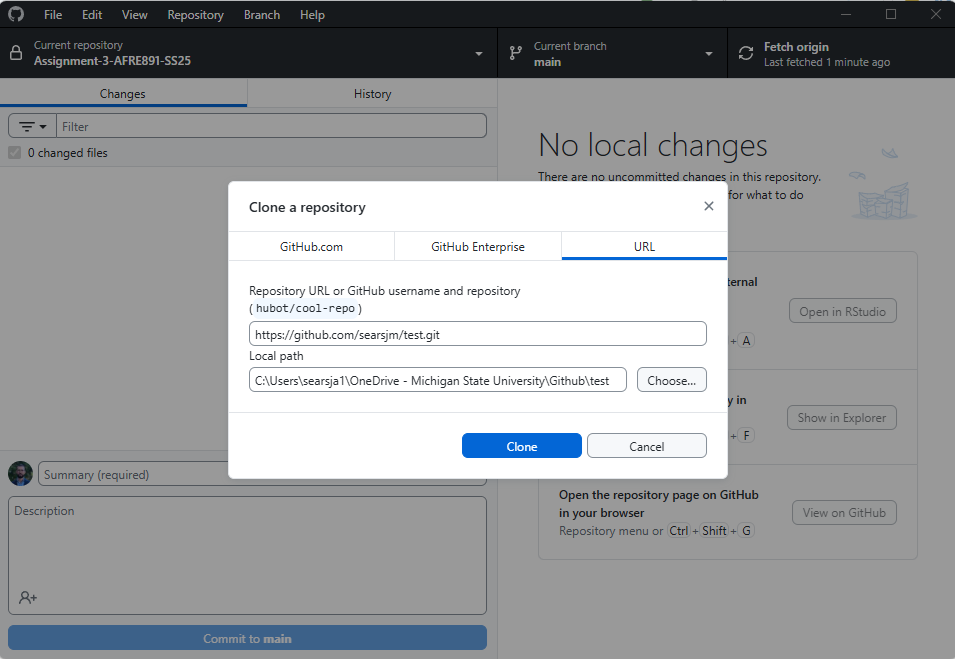 File Edit View Repository Branch Help
Current repository
Assignment-3-AFRE891-SS25
Current branch
main
Fetch origin
Last fetched 1 minute ago
Changes
History
Filter
0 changed files
No local changes
There are no uncommitted changes in this repository.
for what to do
Clone a repository
GitHub.com
GitHub Enterprise
URL
Repository URL or GitHub username and repository
(hubot/cool-repo)
https://github.com/searsjm/test.git
Local path
C:\Users\searsja1\OneDrive - Michigan State University\Github\test
Choose...
Clone
Cancel
ternal
Open in RStudio
+ A
y in
Show in Explorer
+ F
Open the repository page on GitHub
in your browser
Repository menu or Ctrl + Shift + G
View on GitHub
Summary (required)
Description
Commit to main